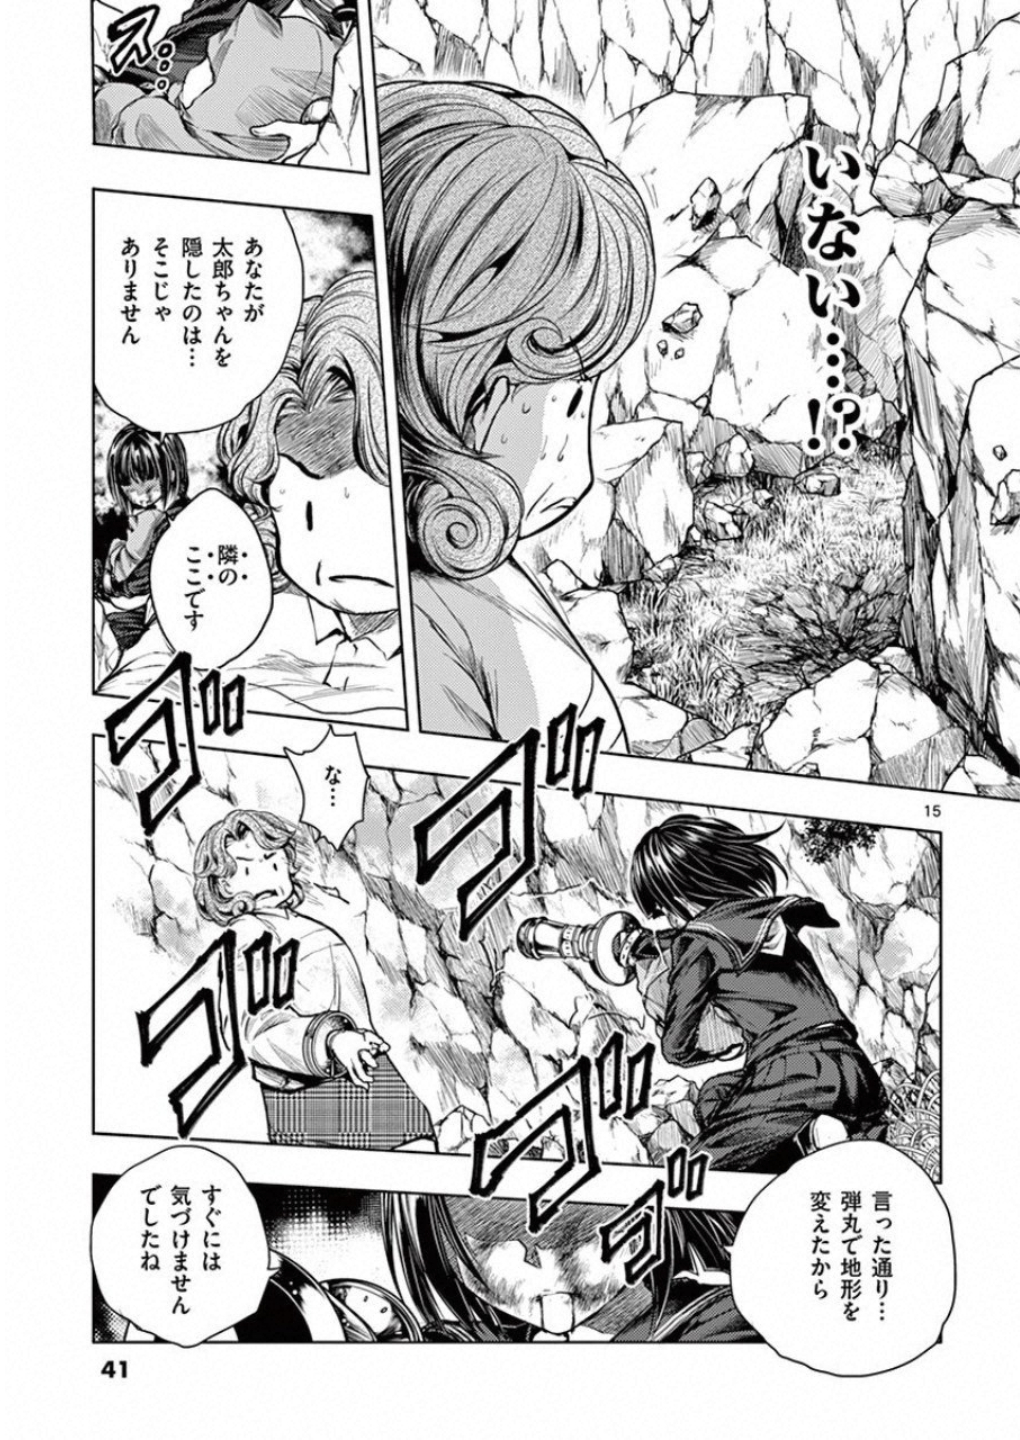 いない…⁉
ス…
あなたが
太郎ちゃんを
隠したのは…
そこじゃ
ありません
隣の
ここです
15
な…
ゴゴゴゴゴ
言った通り…
弾丸で地形を
変えたから
すぐには
気づけません
でしたね
41